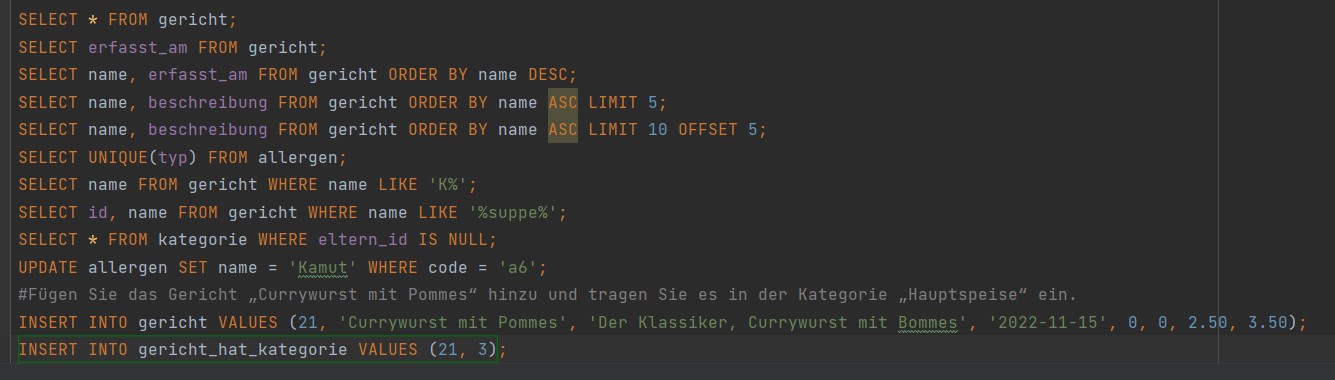 SELECT * FROM gericht;
SELECT erfasst_am FROM gericht;
SELECT name, erfasst_am FROM gericht ORDER BY name DESC;
SELECT name, beschreibung FROM gericht ORDER BY name ASC LIMIT 5;
SELECT name, beschreibung FROM gericht ORDER BY name ASC LIMIT 10 OFFSET 5;
SELECT UNIQUE(typ) FROM allergen;
SELECT name FROM gericht WHERE name LIKE 'K%';
SELECT id, name FROM gericht WHERE name LIKE '%suppe%';
SELECT * FROM kategorie WHERE eltern_id IS NULL;
UPDATE allergen SET name = 'Kamut' WHERE code = 'a6';
#Fügen Sie das Gericht „Currywurst mit Pommes“ hinzu und tragen Sie es in der Kategorie „Hauptspeise“ ein.
INSERT INTO gericht VALUES (21, 'Currywurst mit Pommes', 'Der Klassiker, Currywurst mit Bommes', '2022-11-15', 0, 0, 2.50, 3.50);
INSERT INTO gericht_hat_kategorie VALUES (21, 3);